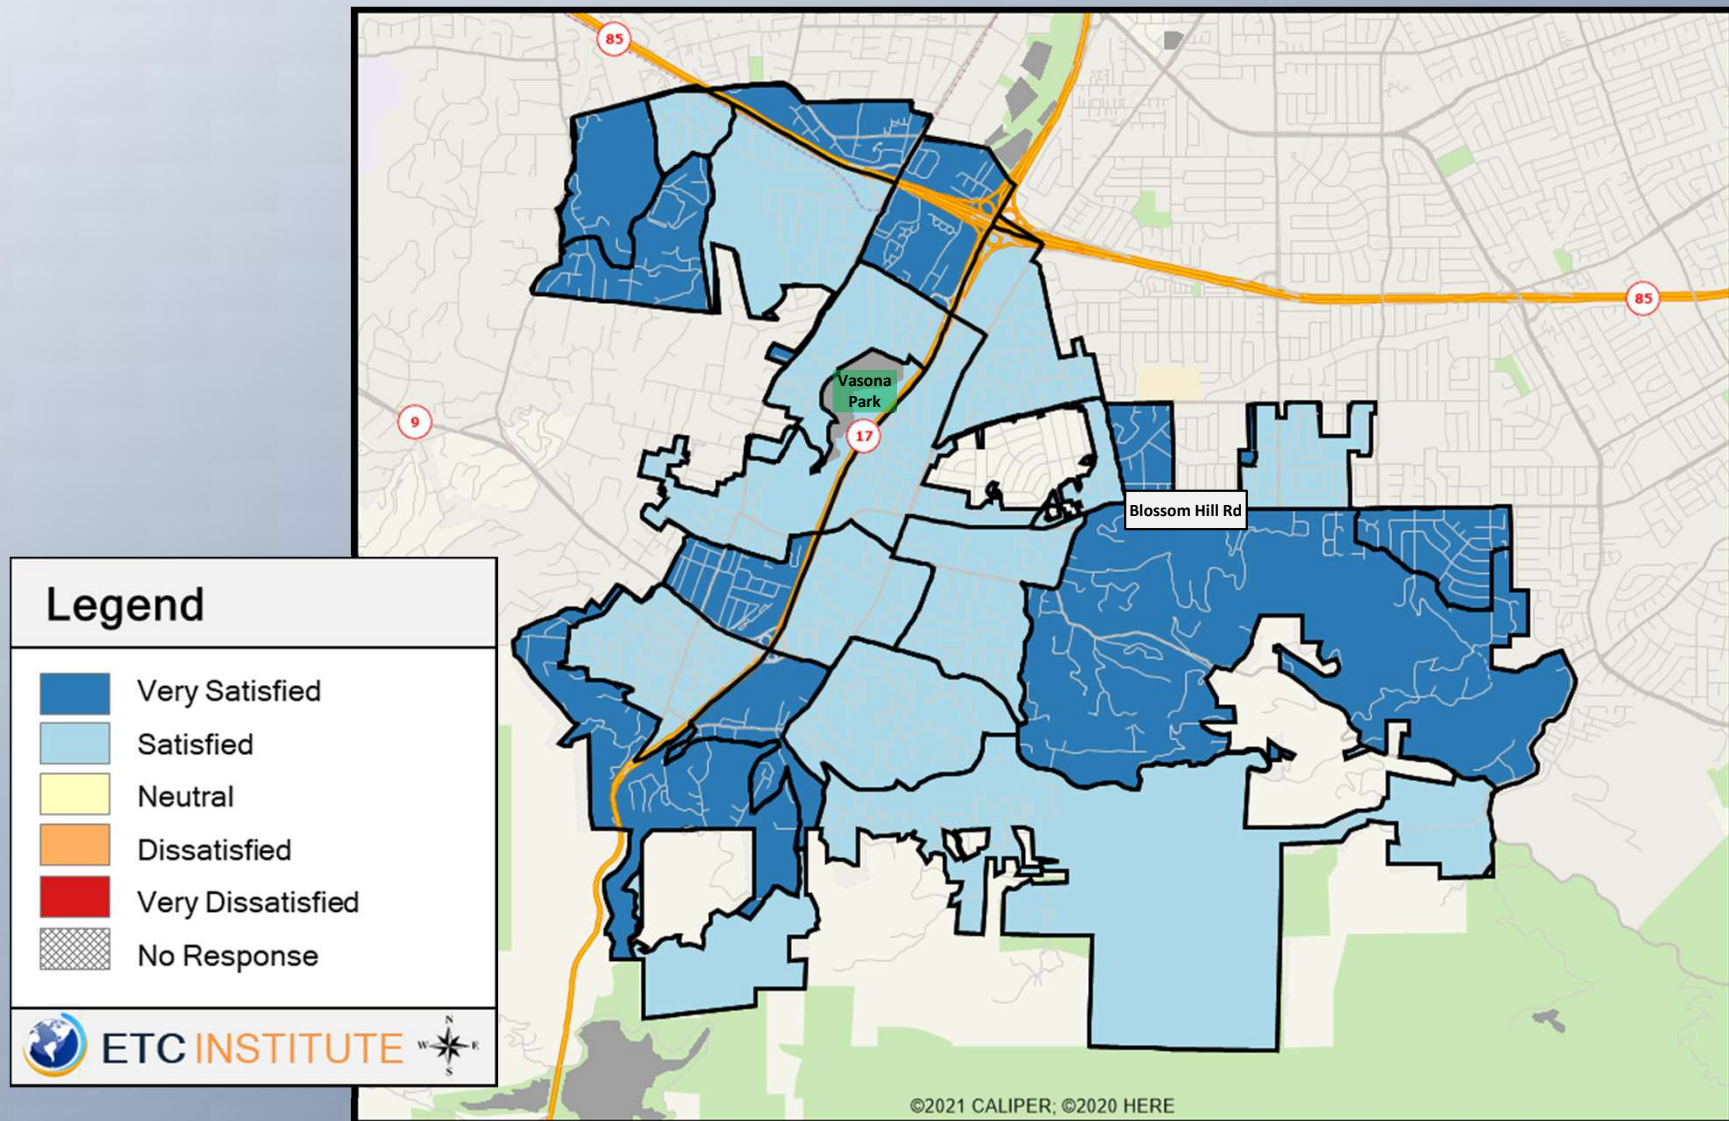 85
85
9
Vasona
Park
17
Blossom Hill Rd
Legend
Very Satisfied
Satisfied
Neutral
Dissatisfied
Very Dissatisfied
No Response
ETC INSTITUTE
N
W E
S
©2021 CALIPER; ©2020 HERE